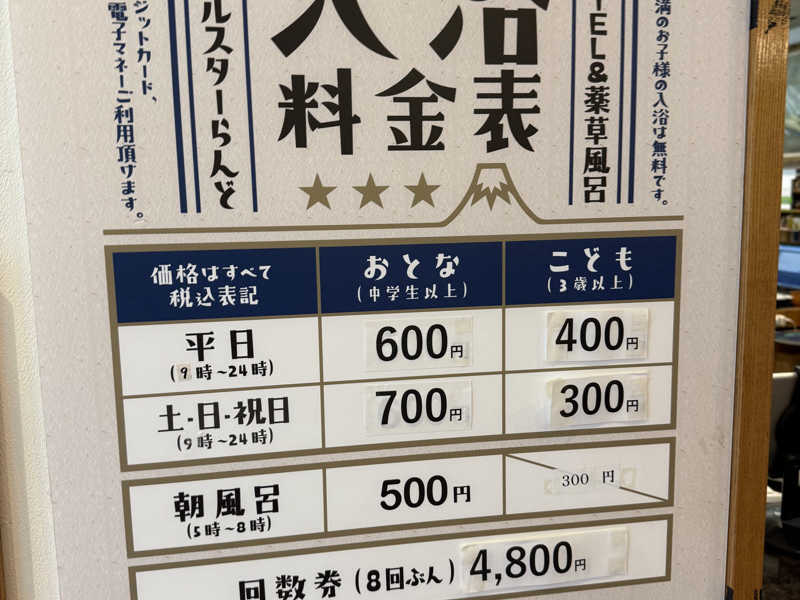 ジットカード、
電子マネーご利用頂けます。
ルスターらんど
入浴
料金表
EL&薬草風呂
満のお子様の入浴は無料です。
価格はすべて
税込表記
おとな
(中学生以上)
こども
(3歳以上)
平日
(9時~24時)
600円
400円
土・日・祝日
(9時~24時)
700円
300円
朝風呂
(5時~8時)
500円
300 円
回数券(8回ぶん)4,800円